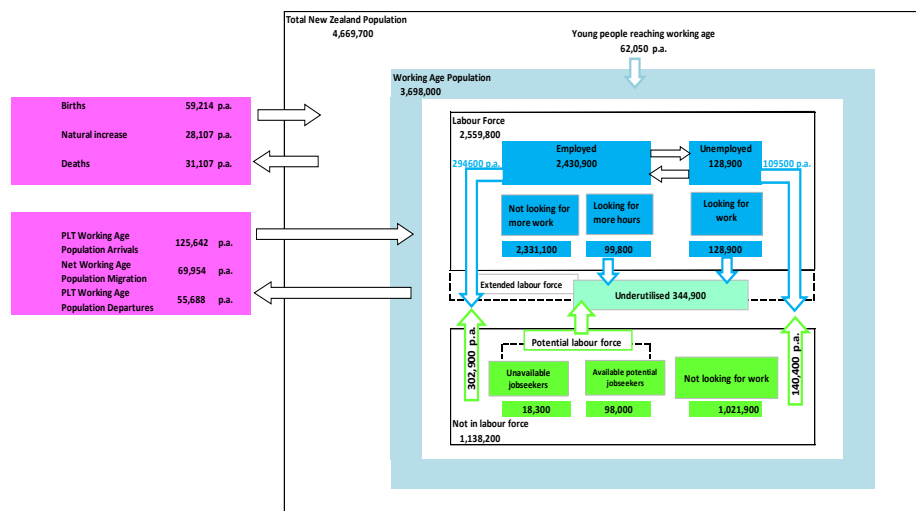 Total New Zealand Population
4,669,700
Young people reaching working age
62,050 p.a.
Working Age Population
3,698,000
Births 59,214 p.a.
Natural increase 28,107 p.a.
Deaths 31,107 p.a.
Labour Force
2,559,800
Employed
2,430,900
Unemployed
128,900
294600 p.a.
109500 p.a.
Not looking for
more work
2,331,100
Looking for
more hours
99,800
Looking for
work
128,900
PLT Working Age
Population Arrivals 125,642 p.a.
Net Working Age
Population Migration 69,954 p.a.
PLT Working Age
Population Departures 55,688 p.a.
Extended labour force
Underutilised 344,900
302,900 p.a.
140,400 p.a.
Potential labour force
Unavailable
jobseekers
18,300
Available potential
jobseekers
98,000
Not looking for work
1,021,900
Not in labour force
1,138,200